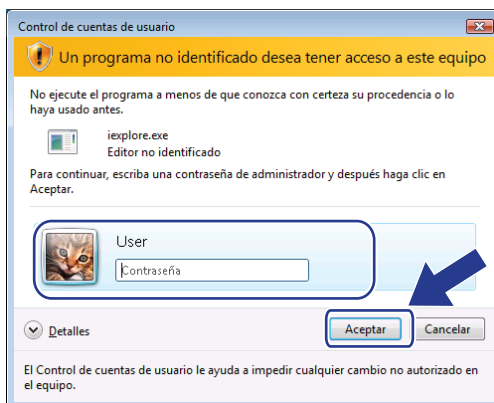 Control de cuentas de usuario
Un programa no identificado desea tener acceso a este equipo
No ejecute el programa a menos de que conozca con certeza su procedencia o lo
haya usado antes.
iexplore.exe
Editor no identificado
Para continuar, escriba una contraseña de administrador y después haga clic en
Aceptar.
User
Contraseña
Detalles
Aceptar
Cancelar
El Control de cuentas de usuario le ayuda a impedir cualquier cambio no autorizado en
el equipo.